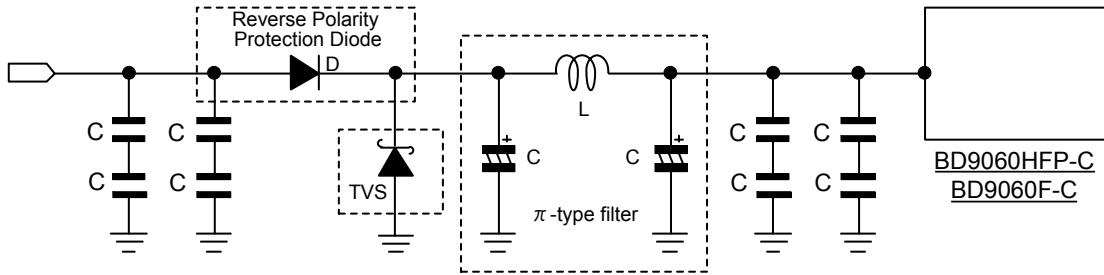 Reverse Polarity
Protection Diode
D
L
C
C
C
C
TVS
C
C
π-type filter
C
C
C
C
BD9060HFP-C
BD9060F-C